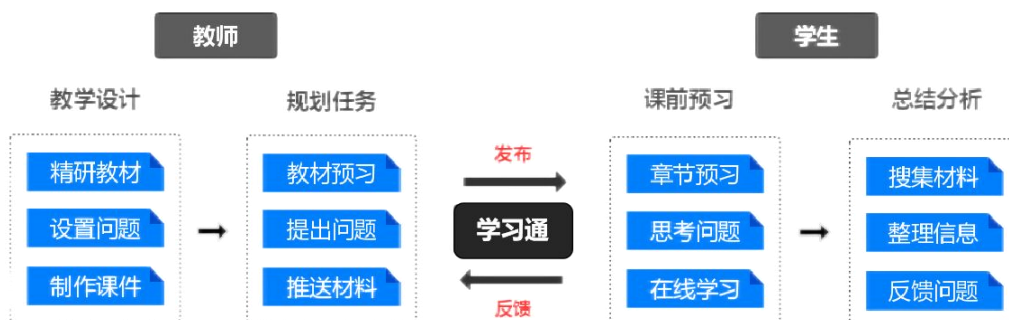 教师
学生
教学设计
规划任务
课前预习
总结分析
精研教材
设置问题
制作课件
教材预习
提出问题
推送材料
发布
学习通
反馈
章节预习
思考问题
在线学习
搜集材料
整理信息
反馈问题